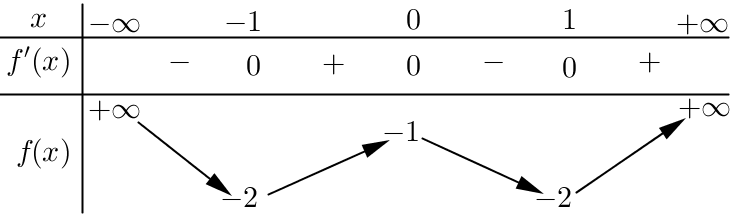 x −∞ −1 0 1 +∞
f′(x) − 0 + 0 − 0 +
+∞ +∞
−1
f(x)
−2 −2